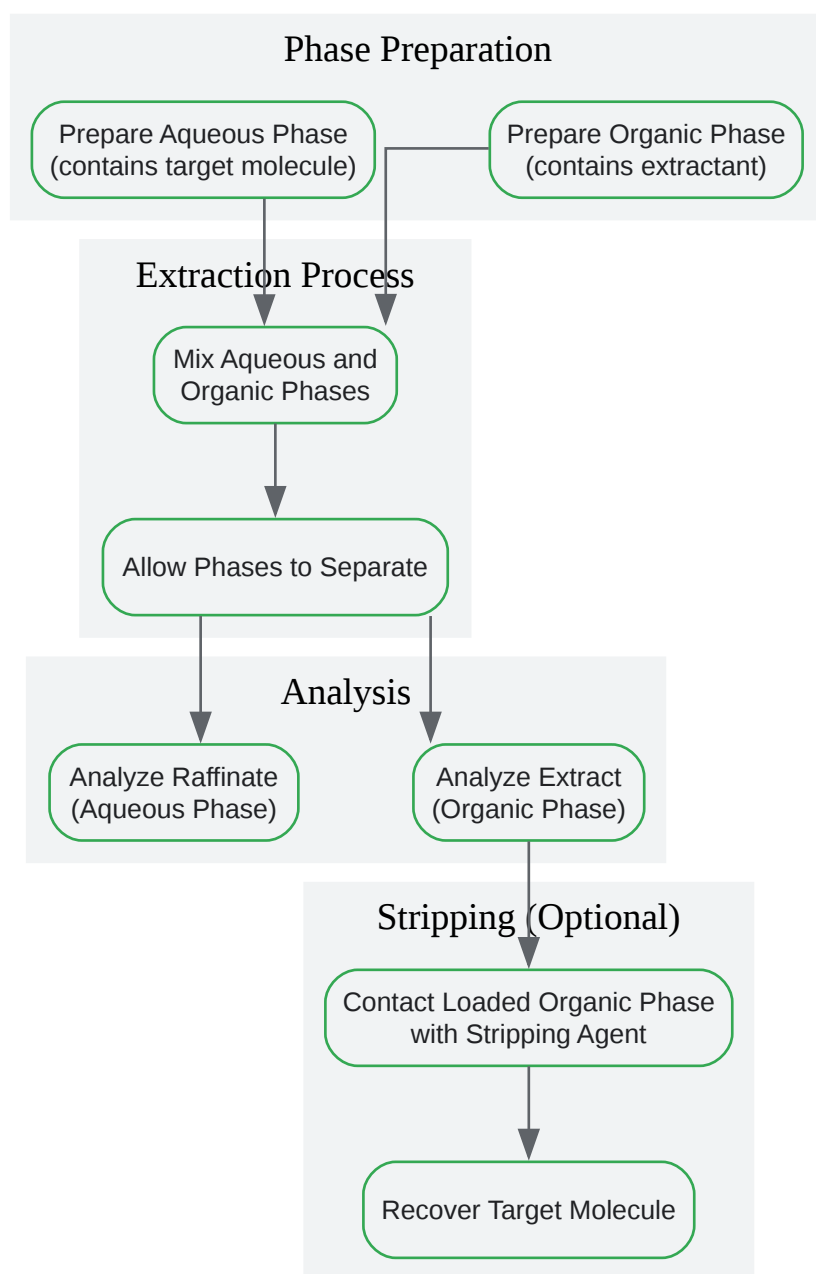 Phase Preparation
Prepare Aqueous Phase
(contains target molecule)
Prepare Organic Phase
(contains extractant)
Extraction Process
Mix Aqueous and
Organic Phases
Allow Phases to Separate
Analysis
Analyze Raffinate
(Aqueous Phase)
Analyze Extract
(Organic Phase)
Stripping (Optional)
Contact Loaded Organic Phase
with Stripping Agent
Recover Target Molecule